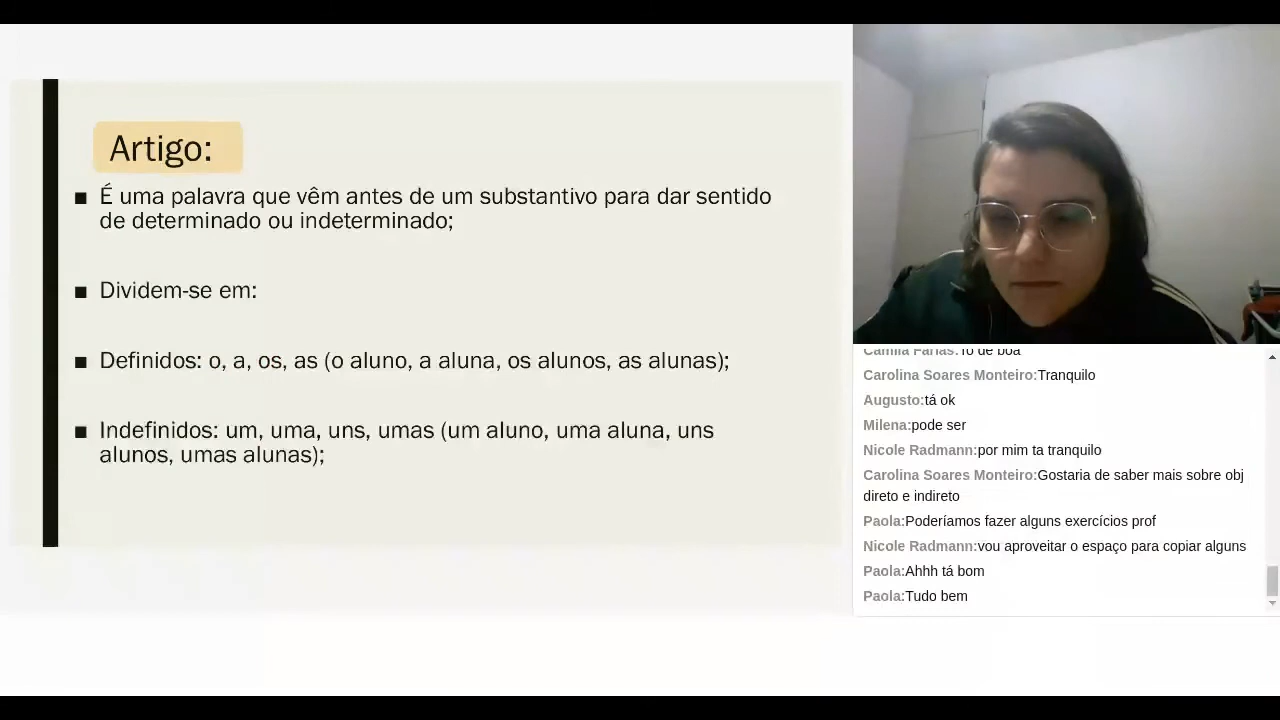 Artigo:
■ É uma palavra que vêm antes de um substantivo para dar sentido
de determinado ou indeterminado;
■ Dividem-se em:
■ Definidos: o, a, os, as (o aluno, a aluna, os alunos, as alunas);
■ Indefinidos: um, uma, uns, umas (um aluno, uma aluna, uns
alunos, umas alunas);
Camila Farias:
Carolina Soares Monteiro:Tranquilo
Augusto:tá ok
Milena:pode ser
Nicole Radmann:por mim ta tranquilo
Carolina Soares Monteiro:Gostaria de saber mais sobre obj
direto e indireto
Paola:Poderíamos fazer alguns exercícios prof
Nicole Radmann:vou aproveitar o espaço para copiar alguns
Paola:Ahhh tá bom
Paola:Tudo bem